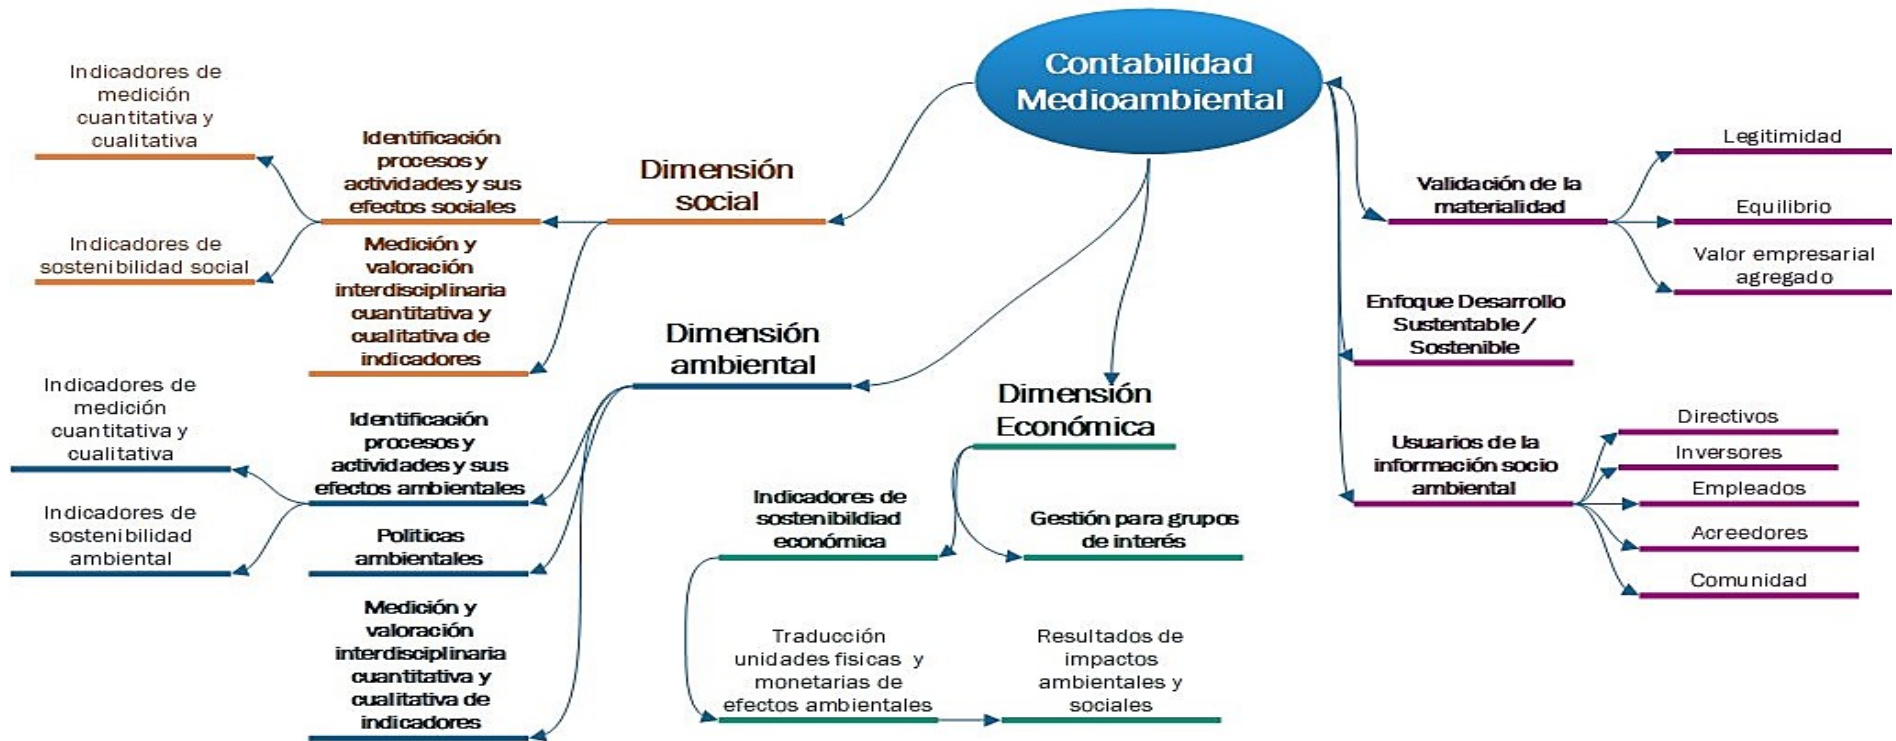 Contabilidad
Medioambiental
Indicadores de
medición
cuantitativa y
cualitativa
Identificación
procesos y
actividades y sus
efectos sociales
Dimensión
social
Indicadores de
sostenibilidad social
Medición y
valoración
interdisciplinaria
cuantitativa y
cualitativa de
indicadores
Dimensión
ambiental
Indicadores de
medición
cuantitativa y
cualitativa
Identificación
procesos y
actividades y sus
efectos ambientales
Indicadores de
sostenibilidad
ambiental
Politicas
ambientales
Medición y
valoración
interdisciplinaria
cuantitativa y
cualitativa de
indicadores
Dimensión
Económica
Indicadores de
sostenibildiad
económica
Gestión para grupos
de interés
Traducción
unidades fisicas y
monetarias de
efectos ambientales
Resultados de
impactos
ambientales y
sociales
Validación de la
materialidad
Legitimidad
Equilibrio
Valor empresarial
agregado
Enfoque Desarrollo
Sustentable /
Sostenible
Usuarios de la
información socio
ambiental
Directivos
Inversores
Empleados
Acreedores
Comunidad